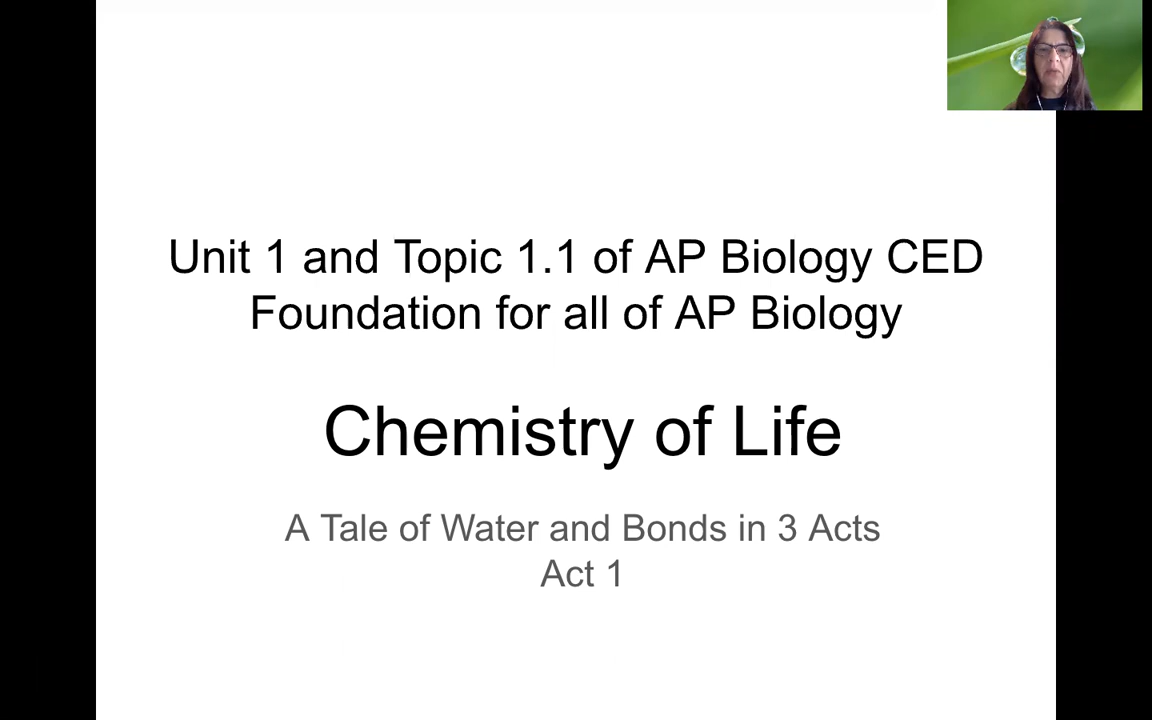 Unit 1 and Topic 1.1 of AP Biology CED
Foundation for all of AP Biology
Chemistry of Life
A Tale of Water and Bonds in 3 Acts
Act 1